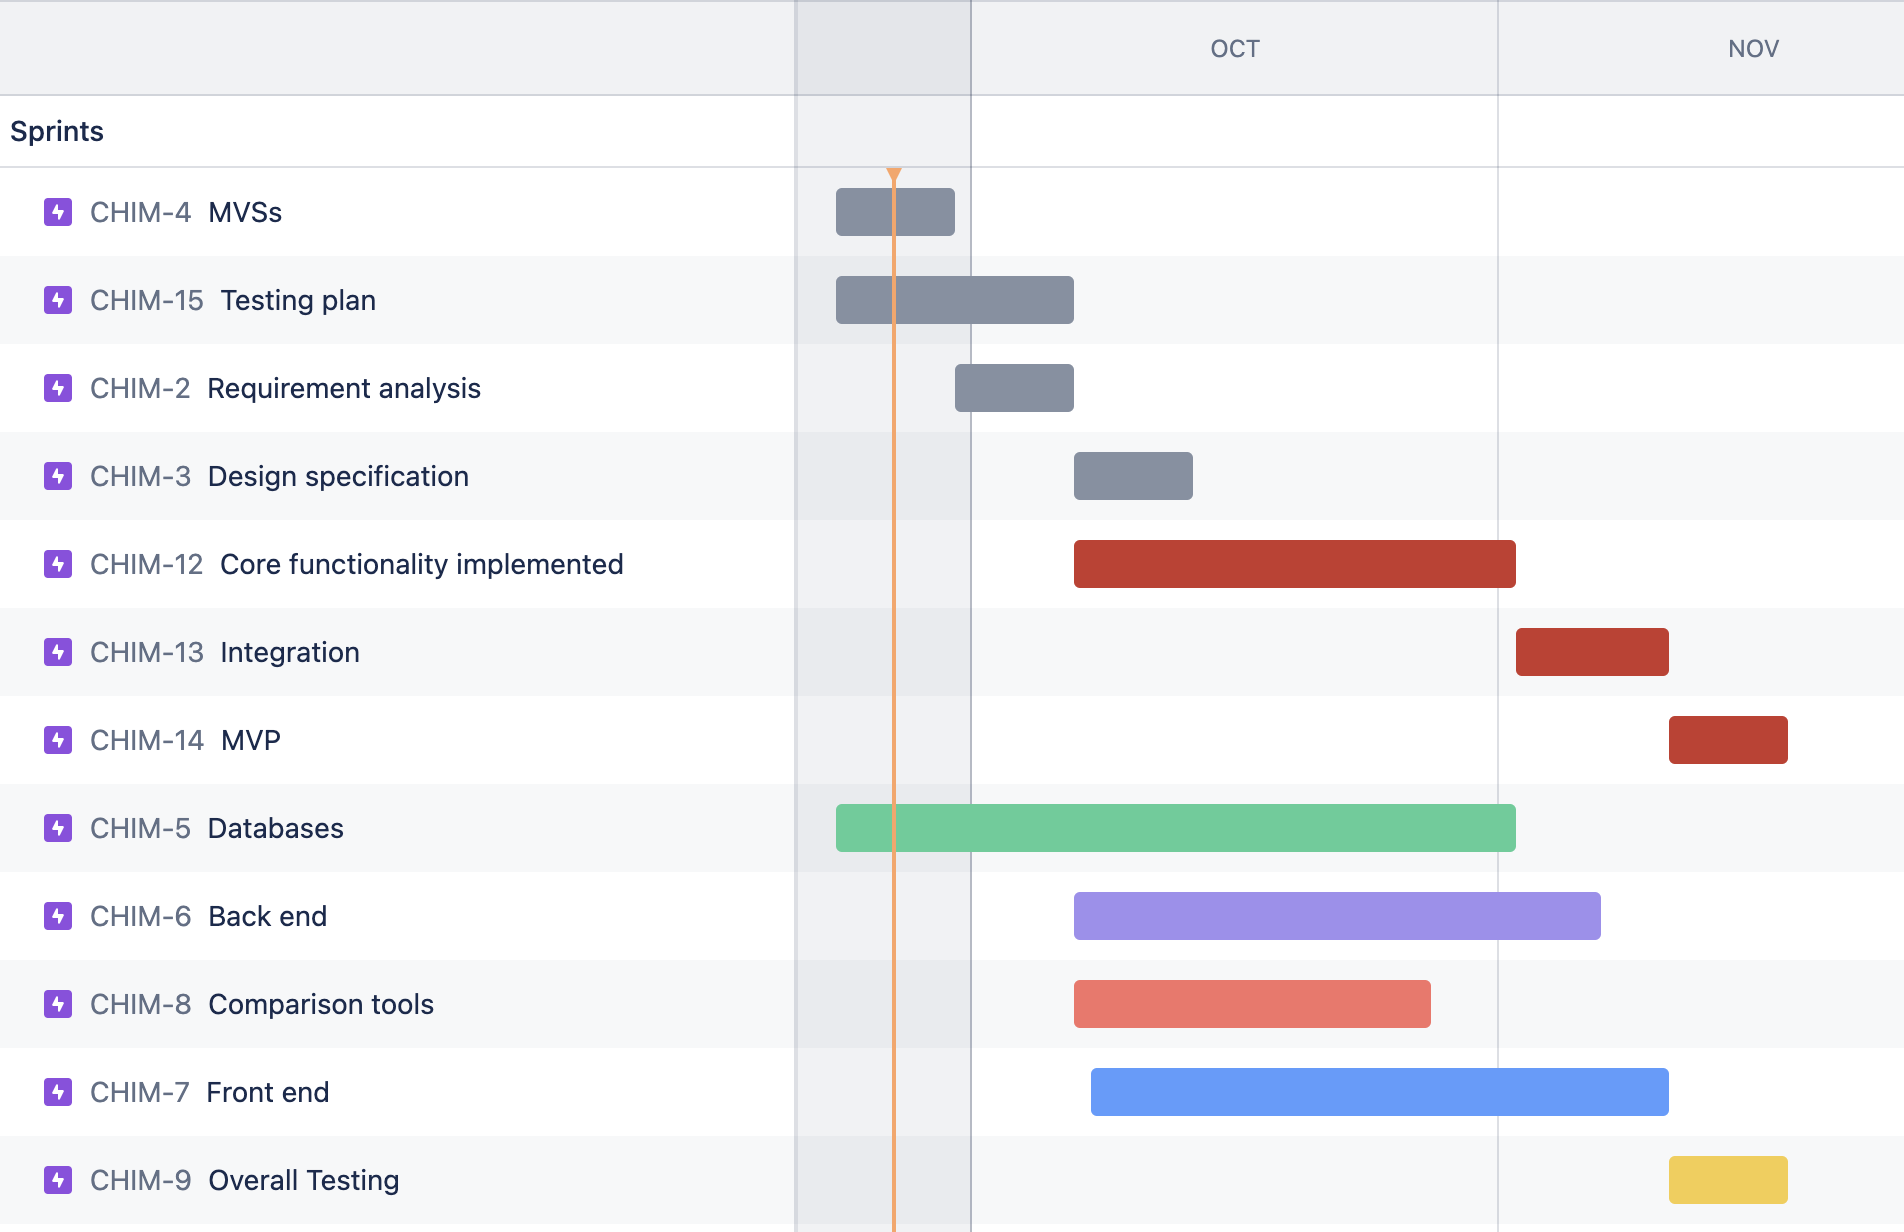 OCT NOV
Sprints
CHIM-4 MVSs
CHIM-15 Testing plan
CHIM-2 Requirement analysis
CHIM-3 Design specification
CHIM-12 Core functionality implemented
CHIM-13 Integration
CHIM-14 MVP
CHIM-5 Databases
CHIM-6 Back end
CHIM-8 Comparison tools
CHIM-7 Front end
CHIM-9 Overall Testing